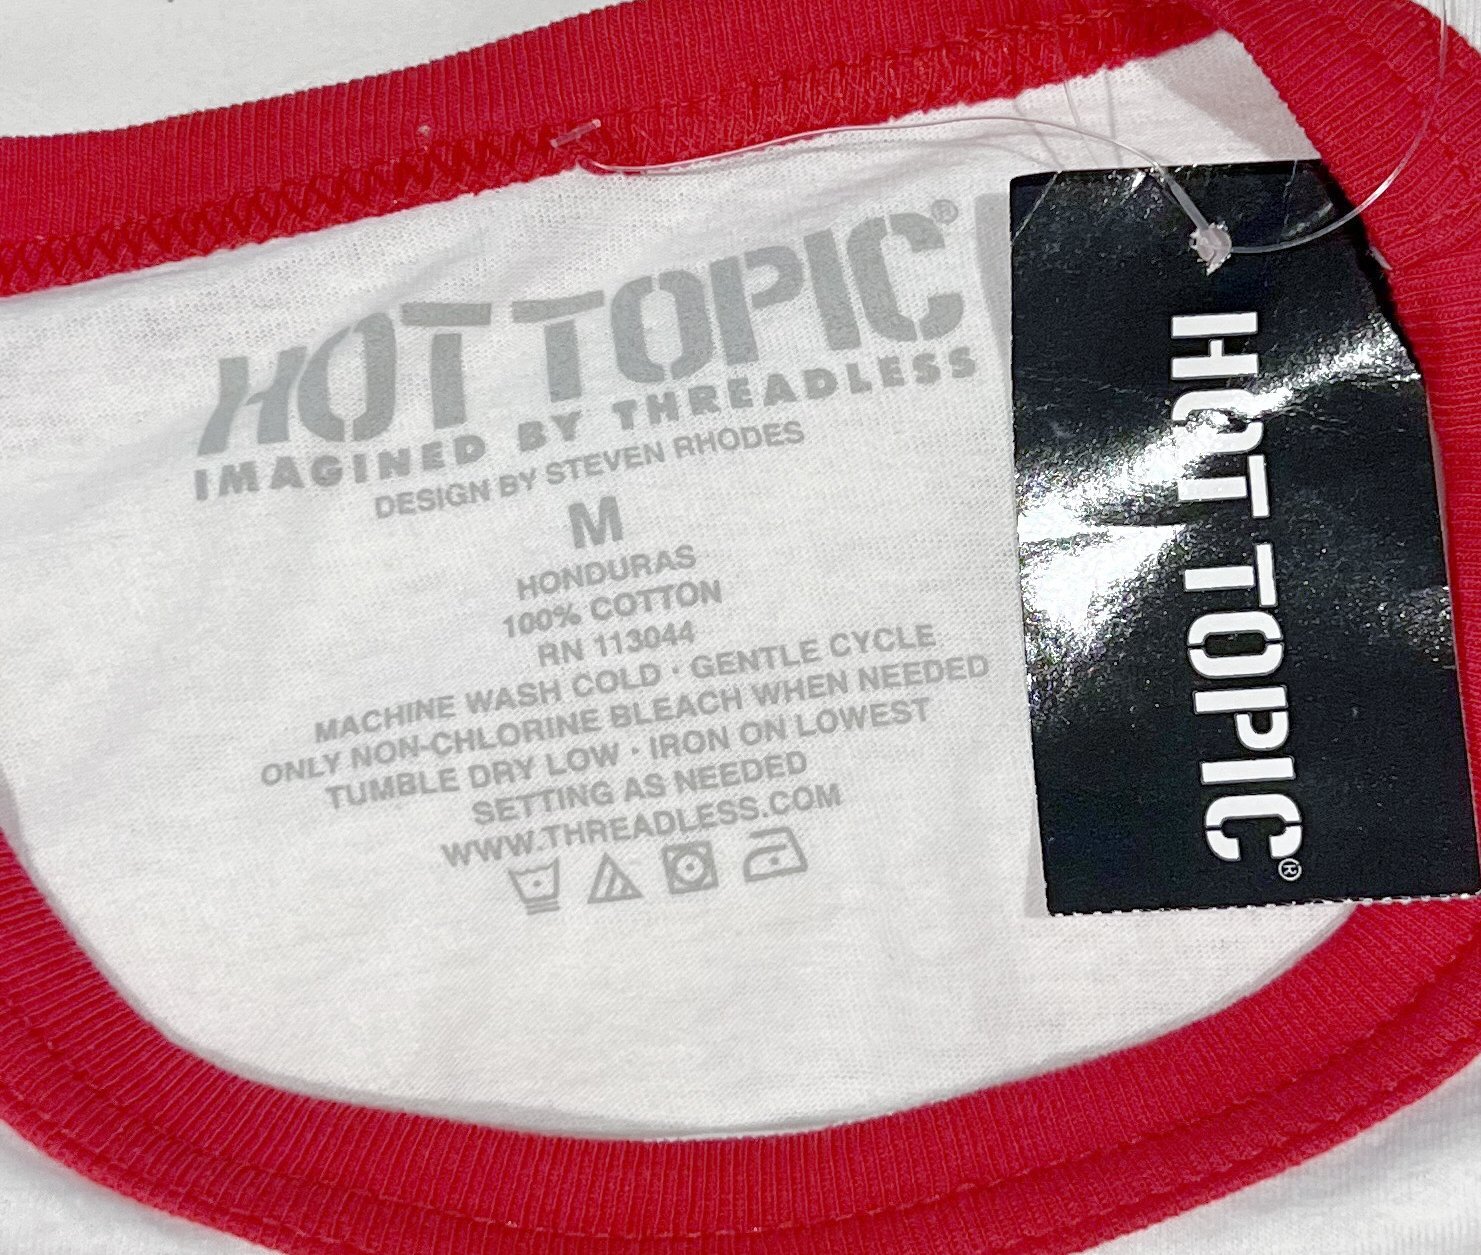 HOT TOPIC®
IMAGINED BY THREADLESS
DESIGN BY STEVEN RHODES
M
HONDURAS
100% COTTON
RN 113044
MACHINE WASH COLD · GENTLE CYCLE
ONLY NON-CHLORINE BLEACH WHEN NEEDED
TUMBLE DRY LOW · IRON ON LOWEST
SETTING AS NEEDED
WWW.THREADLESS.COM
HOT TOPIC®